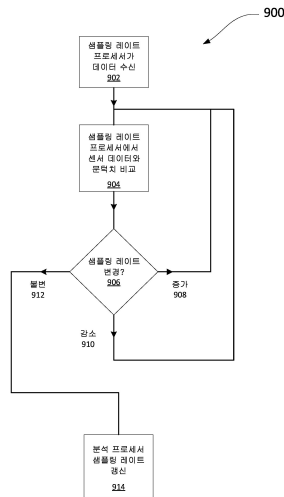 900
샘플링 레이트
프로세서가
데이터 수신
902
샘플링 레이트
프로세서에서
센서 데이터와
문턱치 비교
904
샘플링 레이트
변경?
906
불변
912
증가
908
감소
910
분석 프로세서
샘플링 레이트
갱신
914